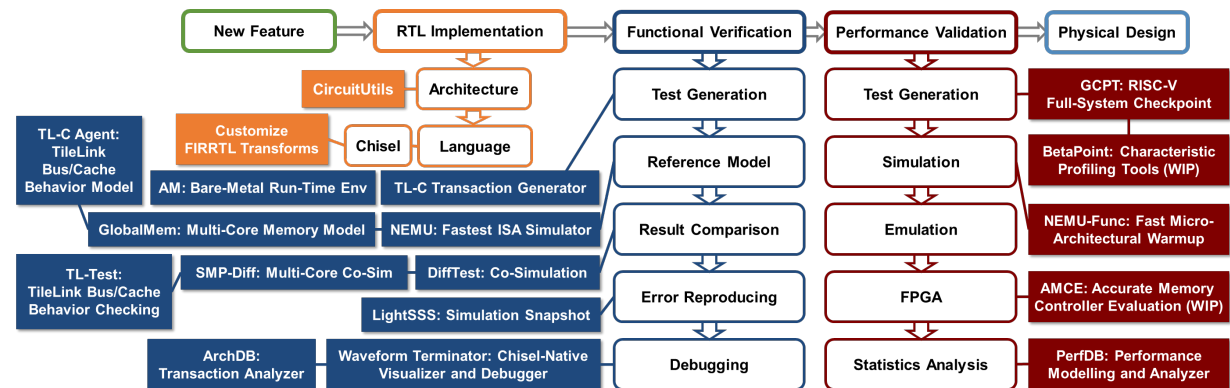 New Feature
RTL Implementation
Functional Verification
Performance Validation
Physical Design
CircuitUtils
Architecture
Customize
FIRRTL Transforms
Chisel
Language
TL-C Agent:
TileLink
Bus/Cache
Behavior Model
AM: Bare-Metal Run-Time Env
TL-C Transaction Generator
GlobalMem: Multi-Core Memory Model
NEMU: Fastest ISA Simulator
TL-Test:
TileLink Bus/Cache
Behavior Checking
SMP-Diff: Multi-Core Co-Sim
DiffTest: Co-Simulation
LightSSS: Simulation Snapshot
ArchDB:
Transaction Analyzer
Waveform Terminator: Chisel-Native
Visualizer and Debugger
Test Generation
Reference Model
Result Comparison
Error Reproducing
Debugging
Test Generation
Simulation
Emulation
FPGA
Statistics Analysis
GCPT: RISC-V
Full-System Checkpoint
BetaPoint: Characteristic
Profiling Tools (WIP)
NEMU-Func: Fast Micro-
Architectural Warmup
AMCE: Accurate Memory
Controller Evaluation (WIP)
PerfDB: Performance
Modelling and Analyzer